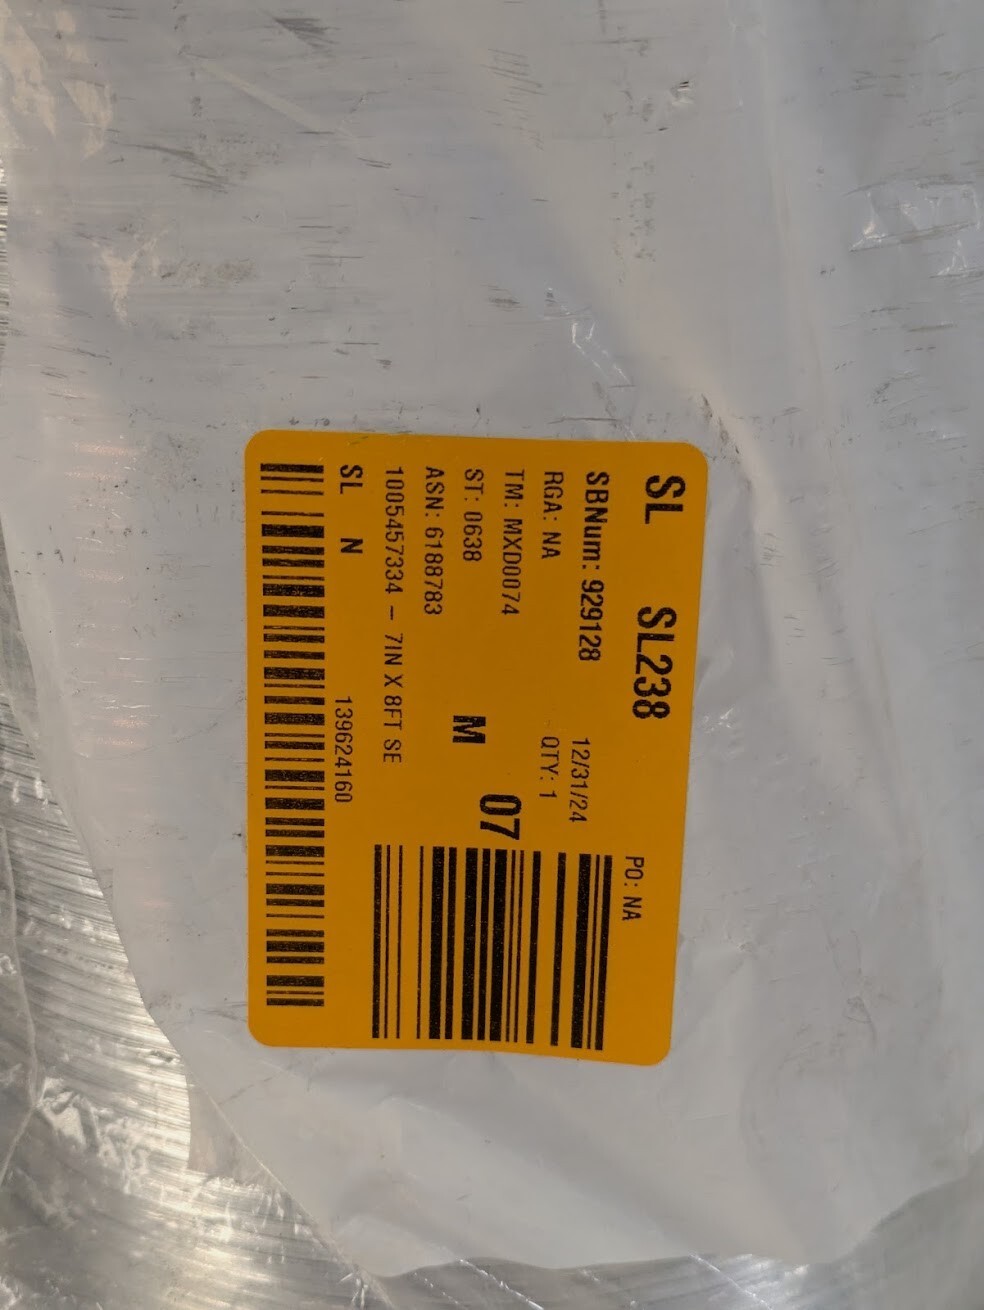 SL SL238
PO: NA
SBNum: 929128 12/31/24
RGA: NA QTY: 1
TM: MXD0074 07
ST: 0638 M
ASN: 6188783
1005457334 - 7IN X 8FT SE
SL N 139624160